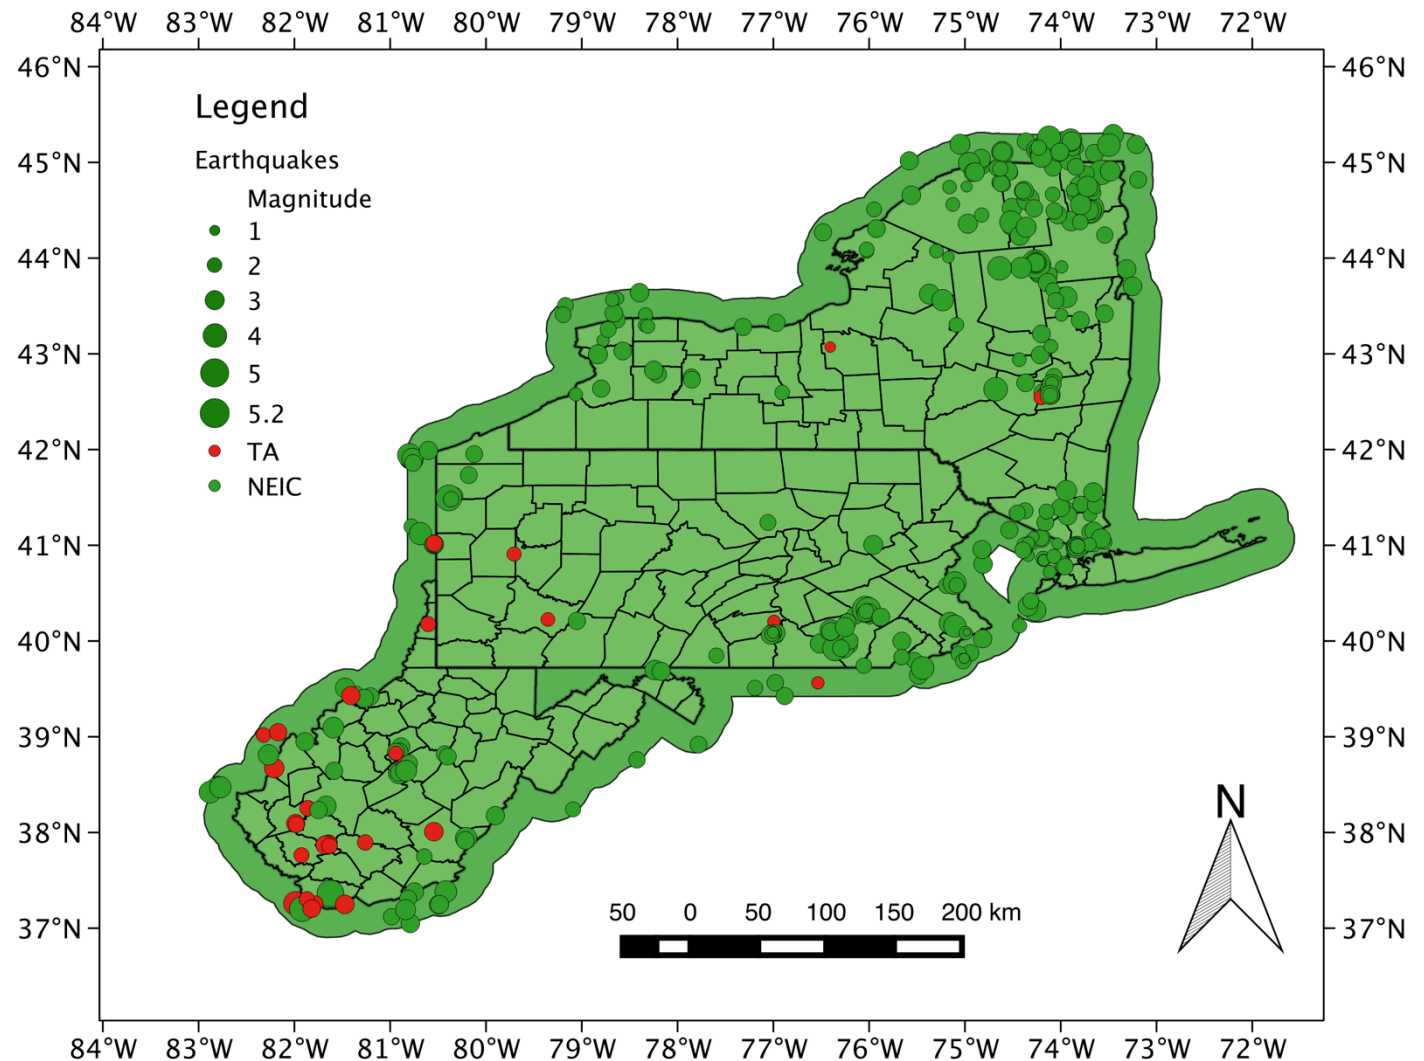 84°W 83°W 82°W 81°W 80°W 79°W 78°W 77°W 76°W 75°W 74°W 73°W 72°W
46°N 46°N
Legend
Earthquakes
45°N 45°N
Magnitude
1
2
44°N 44°N
3
4
43°N 43°N
5
5.2
42°N 42°N
TA
NEIC
41°N 41°N
40°N 40°N
39°N 39°N
N
38°N 38°N
50 0 50 100 150 200 km
37°N 37°N
84°W 83°W 82°W 81°W 80°W 79°W 78°W 77°W 76°W 75°W 74°W 73°W 72°W